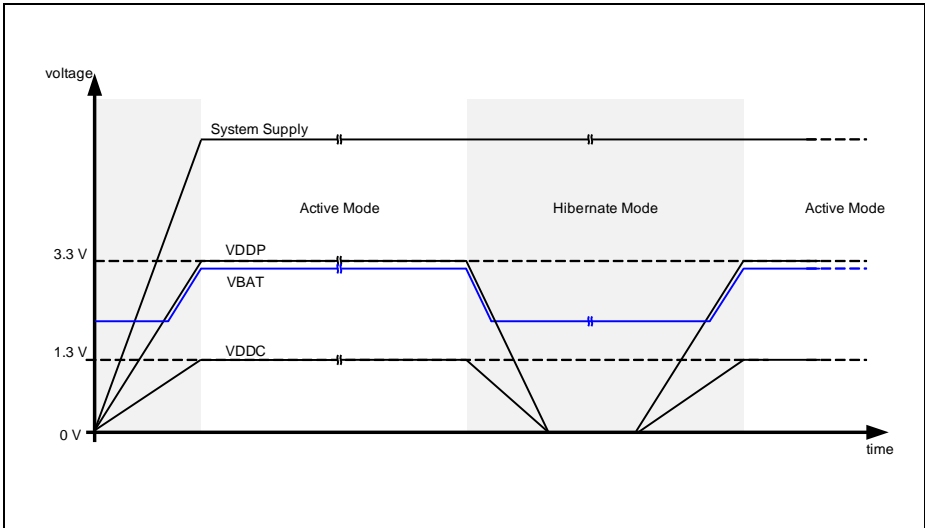 voltage
System Supply
Active Mode
Hibernate Mode
Active Mode
3.3 V
VDDP
VBAT
1.3 V
VDDC
0 V
time